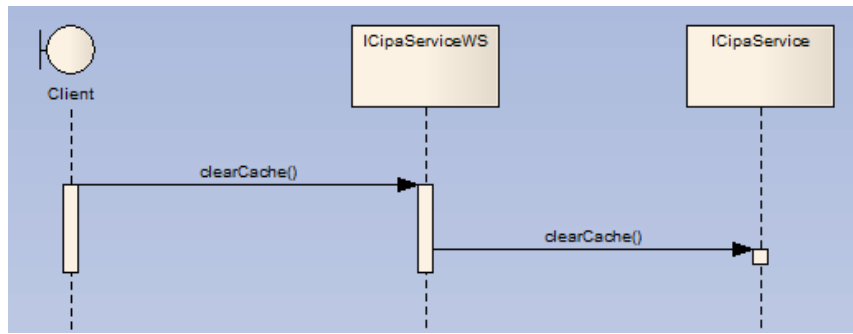 ICipaServiceWS
ICipaService
Client
clearCache()
clearCache()